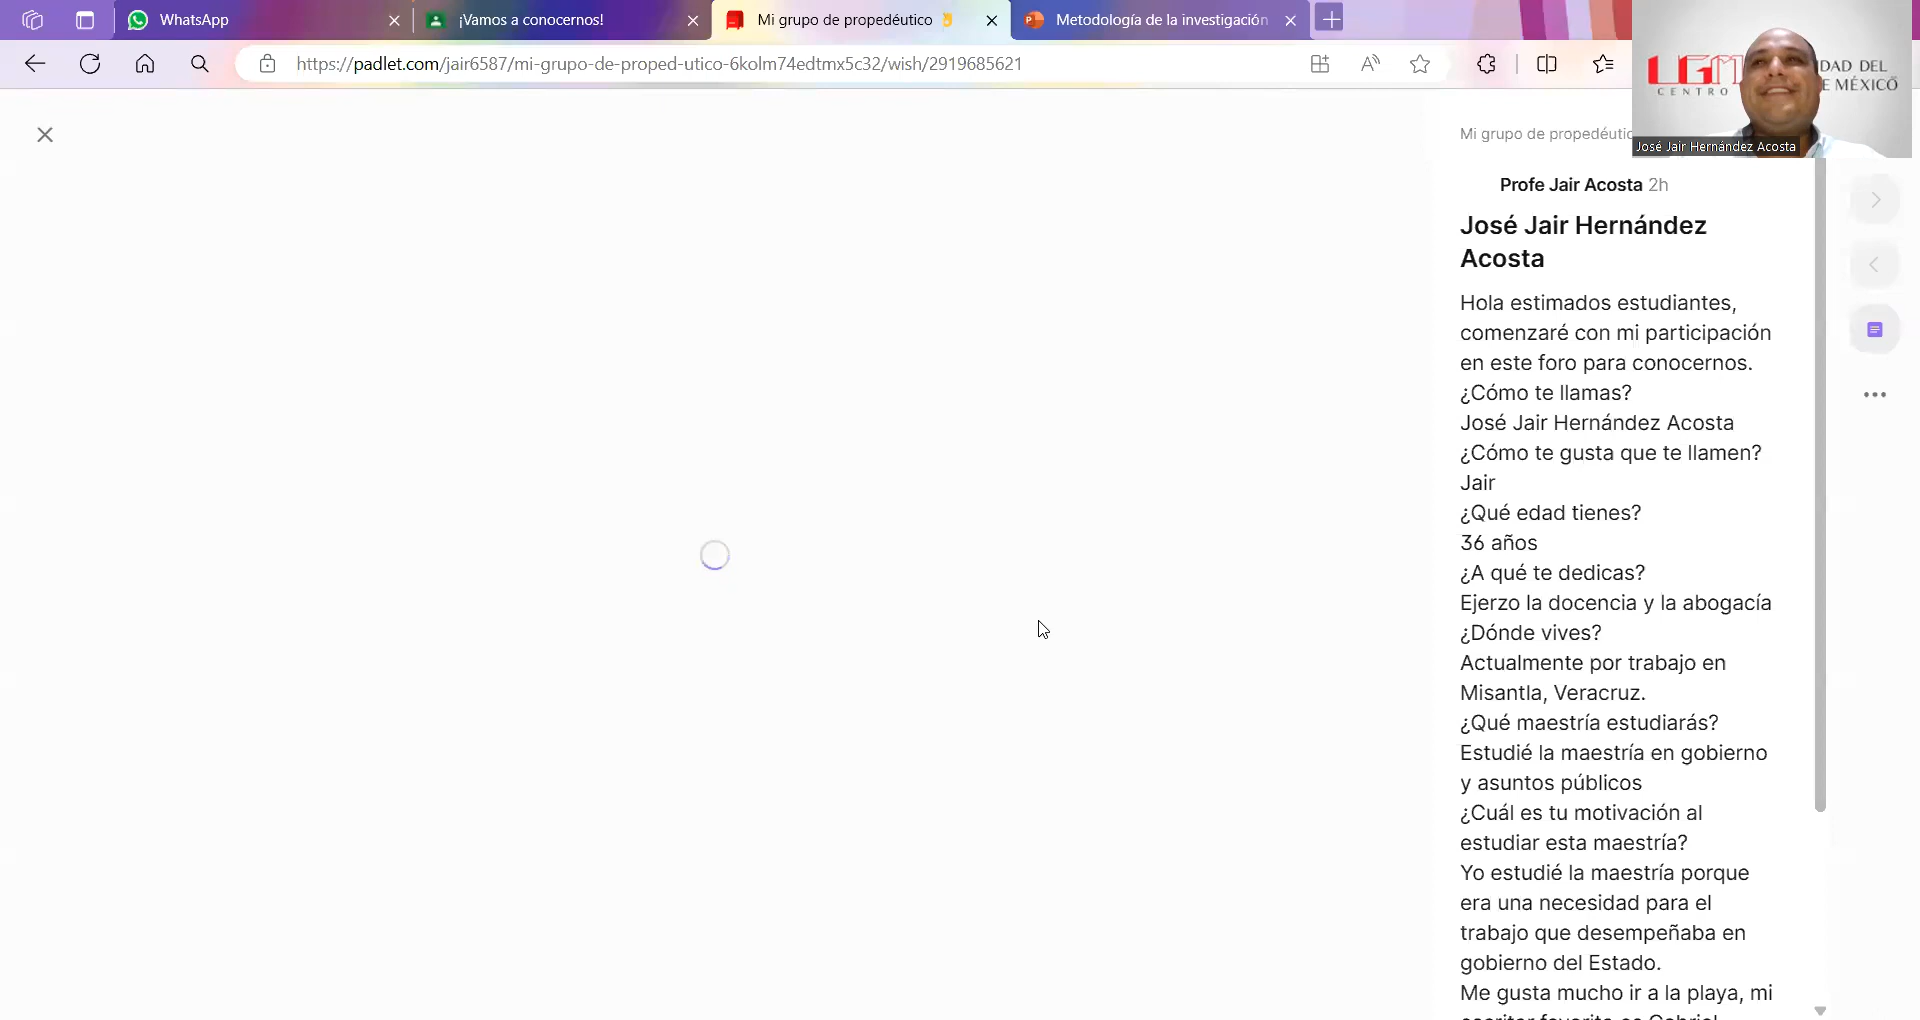 WhatsApp
¡Vamos a conocernos!
Mi grupo de propedéutico
Metodología de la investigación
https://padlet.com/jair6587/mi-grupo-de-proped-utico-6kolm74edtmx5c32/wish/2919685621
UGM
CENTRO
DAD DEL
E MÉXICO
José Jair Hernández Acosta
Mi grupo de propedéutic
Profe Jair Acosta 2h
José Jair Hernández
Acosta
Hola estimados estudiantes,
comenzaré con mi participación
en este foro para conocernos.
¿Cómo te llamas?
José Jair Hernández Acosta
¿Cómo te gusta que te llamen?
Jair
¿Qué edad tienes?
36 años
¿A qué te dedicas?
Ejerzo la docencia y la abogacía
¿Dónde vives?
Actualmente por trabajo en
Misantla, Veracruz.
¿Qué maestría estudiarás?
Estudié la maestría en gobierno
y asuntos públicos
¿Cuál es tu motivación al
estudiar esta maestría?
Yo estudié la maestría porque
era una necesidad para el
trabajo que desempeñaba en
gobierno del Estado.
Me gusta mucho ir a la playa, mi
escritor favorito es Gabriel